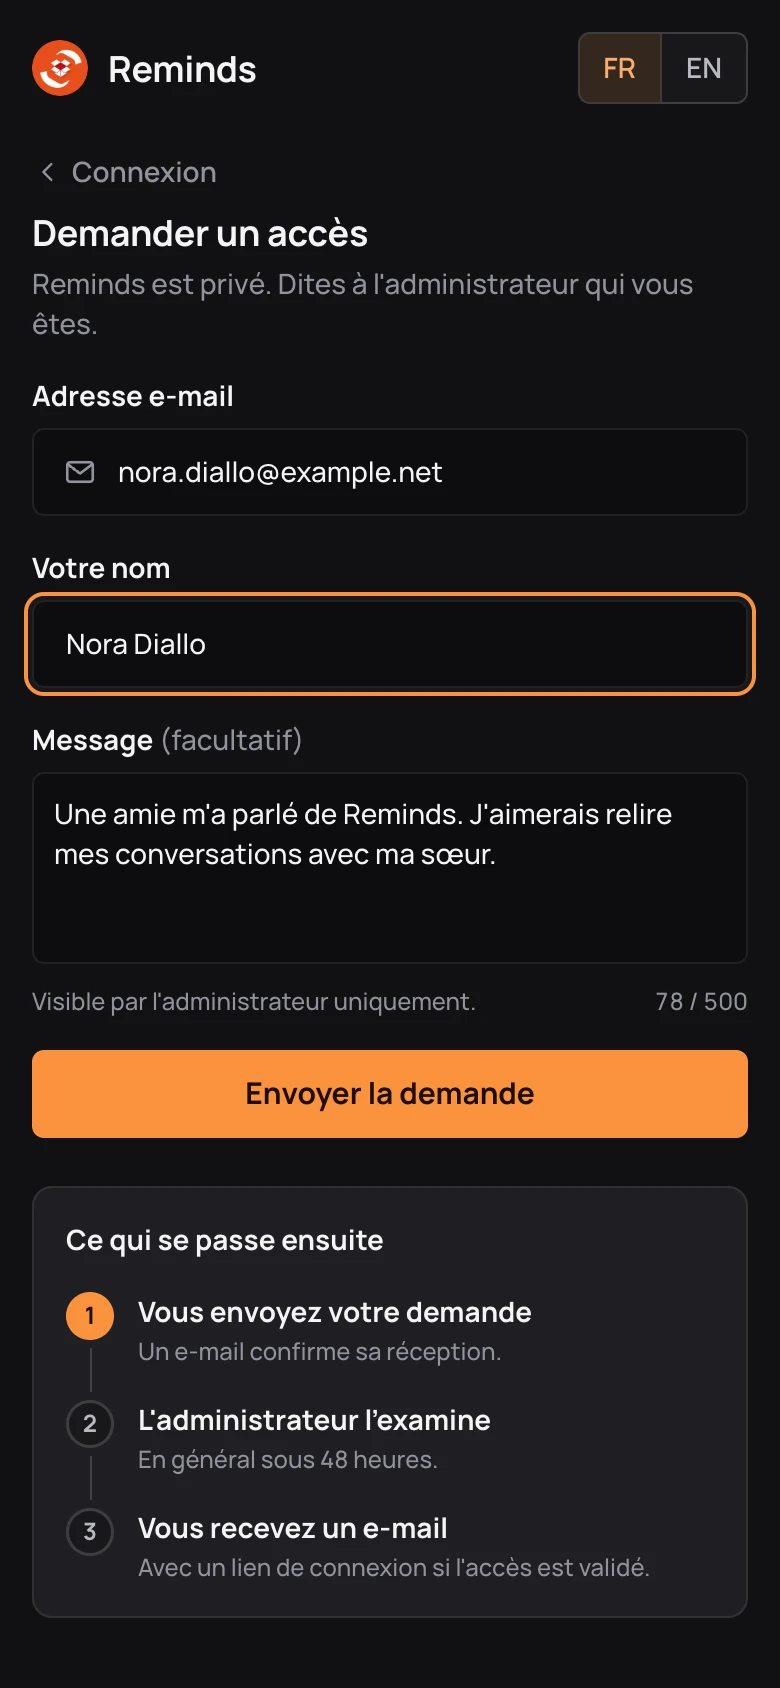 Reminds
FR
EN
Connexion
Demander un accès
Reminds est privé. Dites à l'administrateur qui vous
êtes.
Adresse e-mail
nora.diallo@example.net
Votre nom
Nora Diallo
Message (facultatif)
Une amie m'a parlé de Reminds. J'aimerais relire
mes conversations avec ma sœur.
Visible par l'administrateur uniquement.
78 / 500
Envoyer la demande
Ce qui se passe ensuite
1
Vous envoyez votre demande
Un e-mail confirme sa réception.
2
L'administrateur l’examine
En général sous 48 heures.
3
Vous recevez un e-mail
Avec un lien de connexion si l'accès est validé.